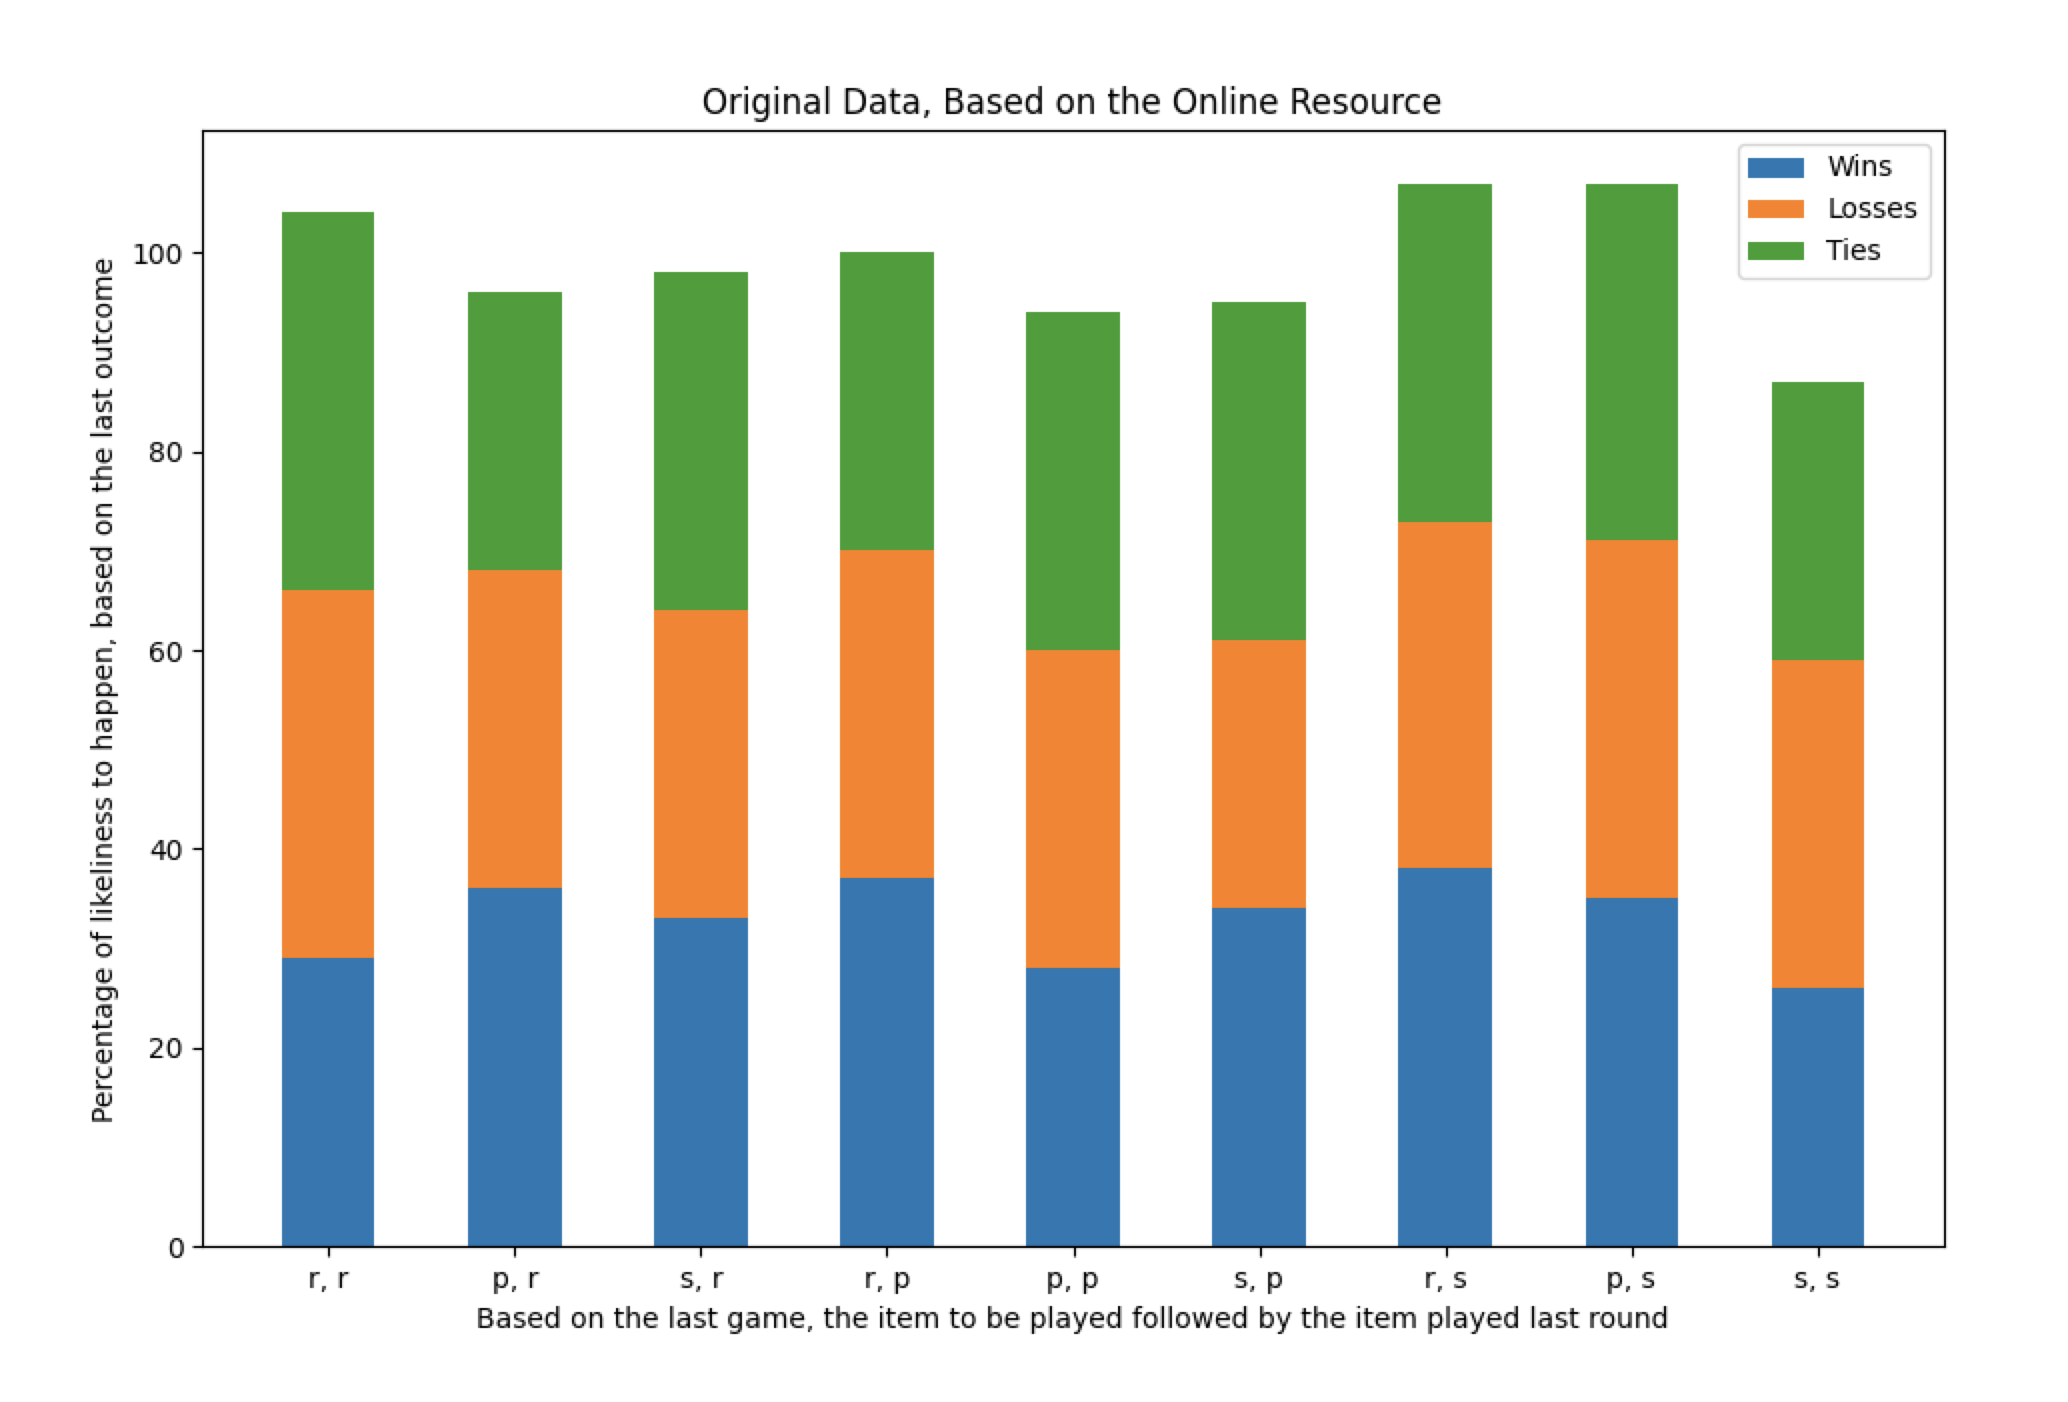 Original Data, Based on the Online Resource
Wins
Losses
Ties
Percentage of likeliness to happen, based on the last outcome
100
80
60
40
20
0
r, r
p, r
s, r
r, p
p, p
s, p
r, s
p, s
s, s
Based on the last game, the item to be played followed by the item played last round